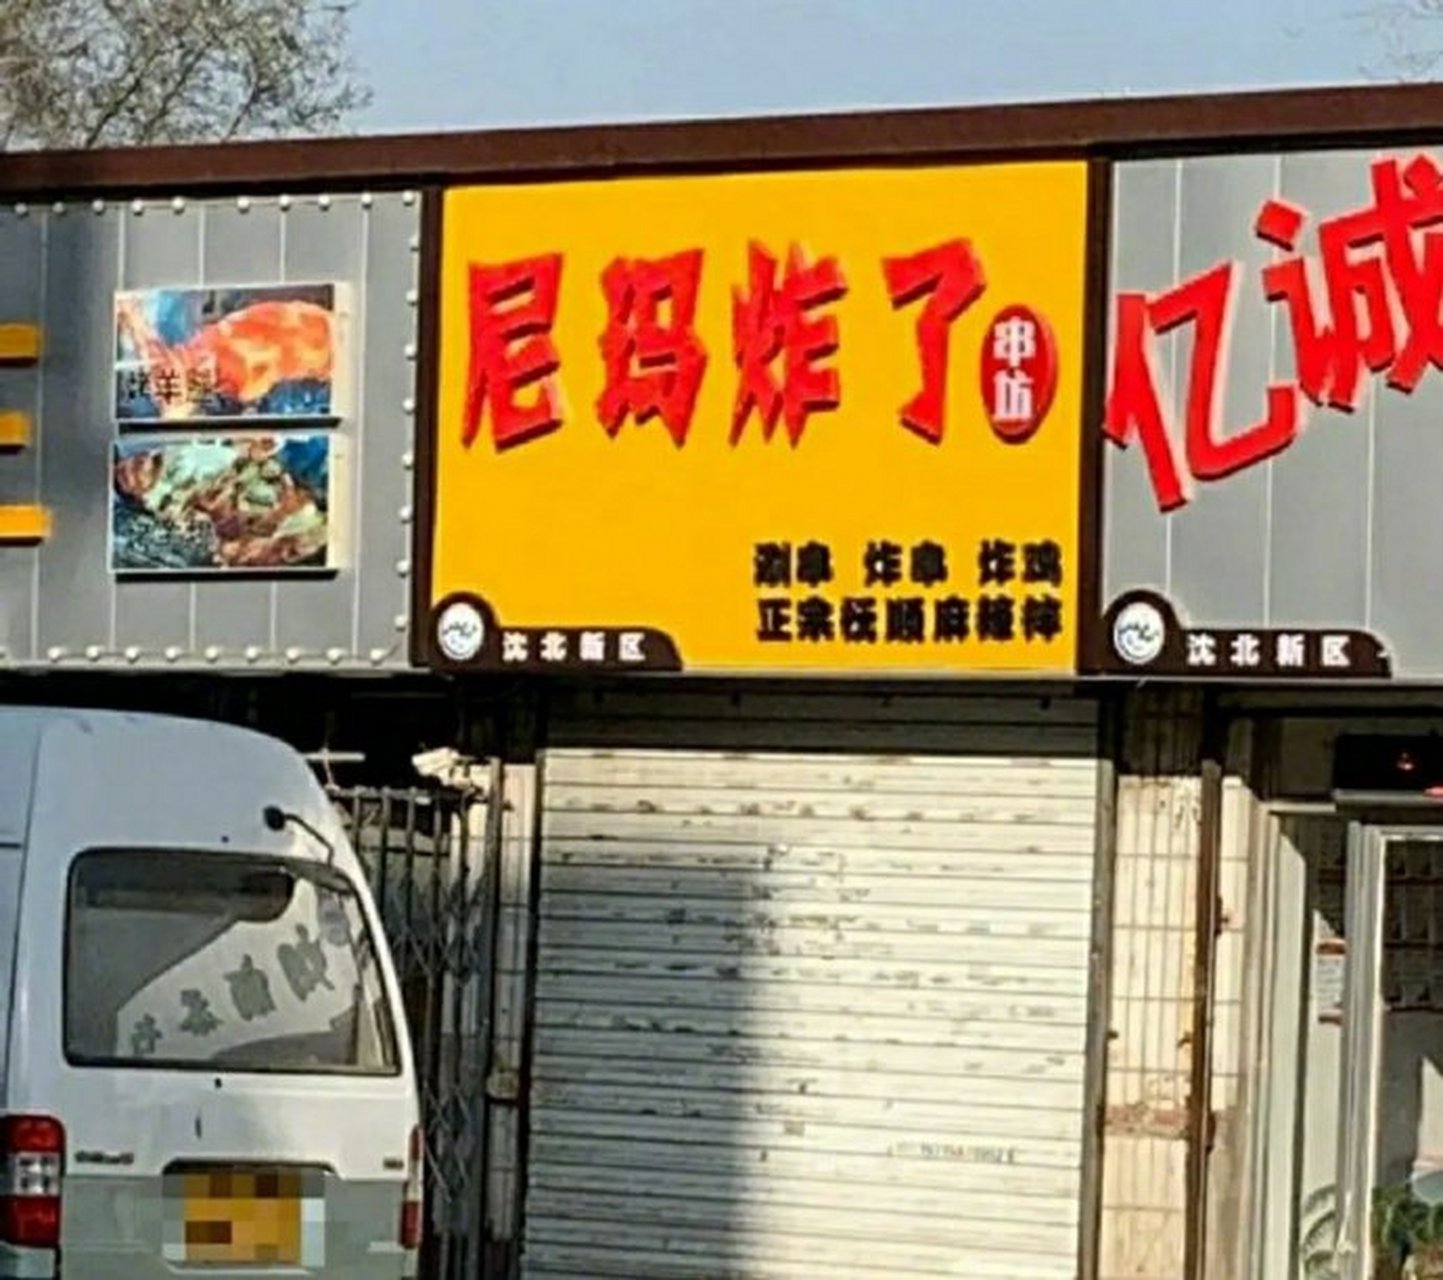 尼玛炸了
串坊
涮串 炸串 炸鸡
正宗抚顺麻辣拌
沈北新区
亿诚
沈北新区